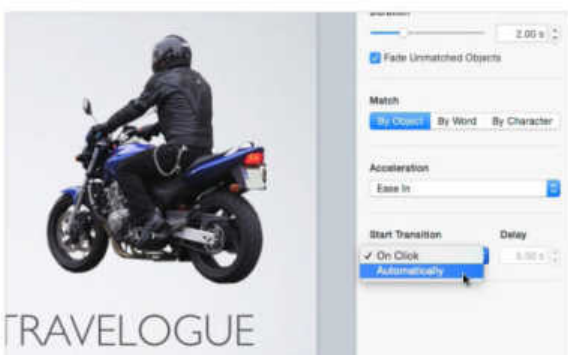 Duration
2.00 s
Fade Unmatched Objects
Match
By Object By Word By Character
Acceleration
Ease In
Start Transition Delay
✓ On Click
Automatically
TRAVELOGUE